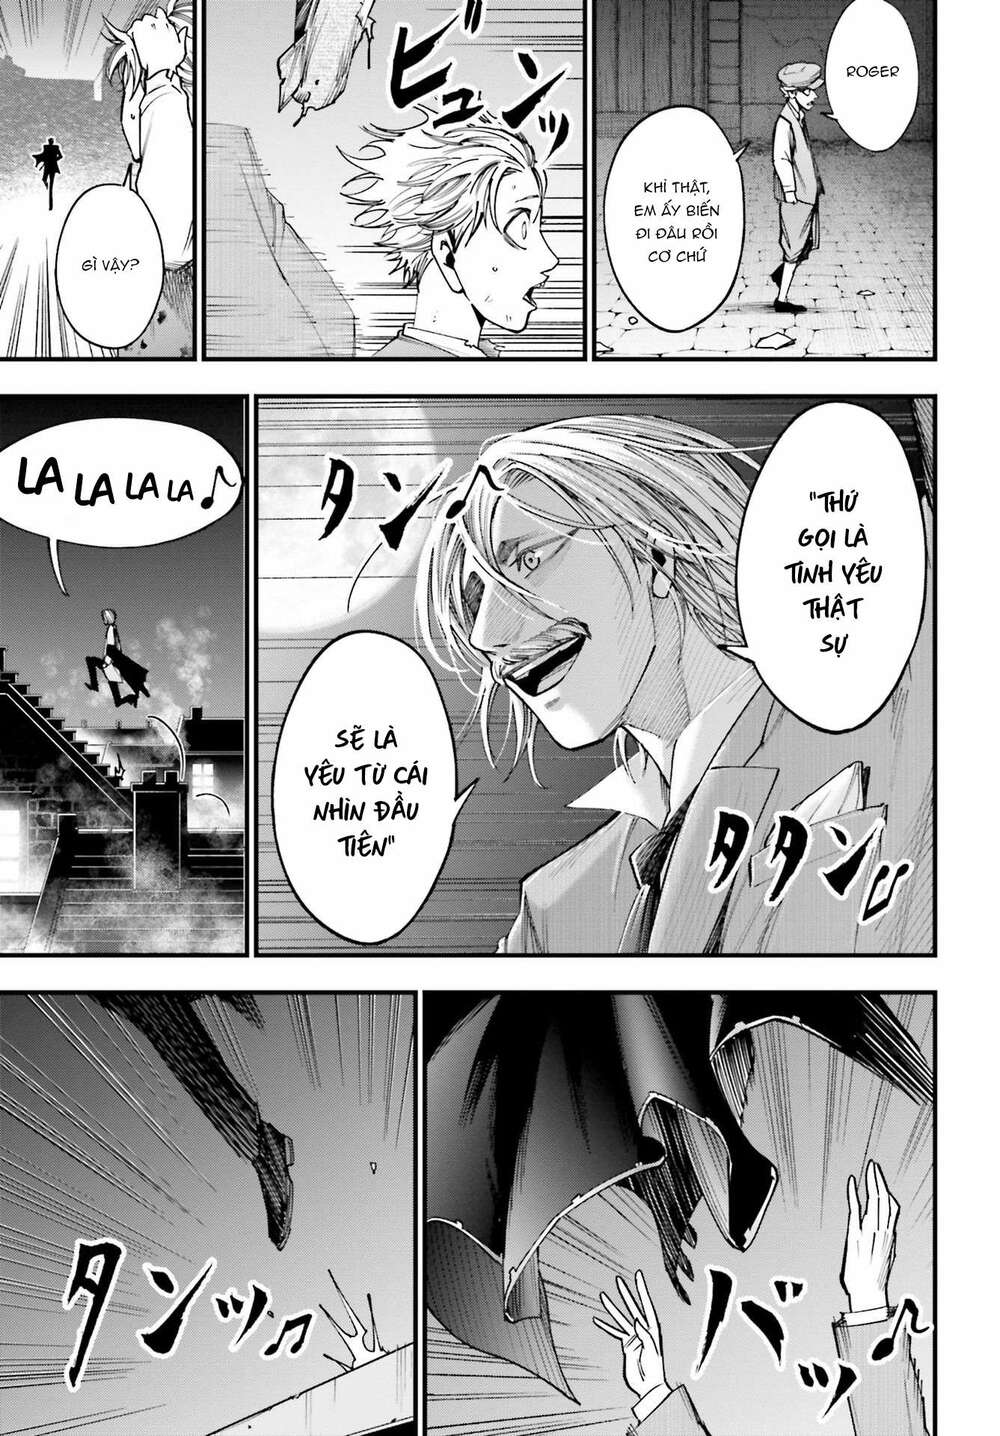 ROGER
KHỈ THẬT,
EM ẤY BIẾN
ĐI ĐÂU RỒI
CƠ CHỨ
ビュンッ
GÌ VẬY?
"THỨ
GỌI LÀ
TÌNH YÊU
THẬT
SỰ
タン♪
SẼ LÀ
YÊU TỪ CÁI
NHÌN ĐẦU
TIÊN"
タタン♫
LA LA LA LA♪
バッ♪
タンッ♫